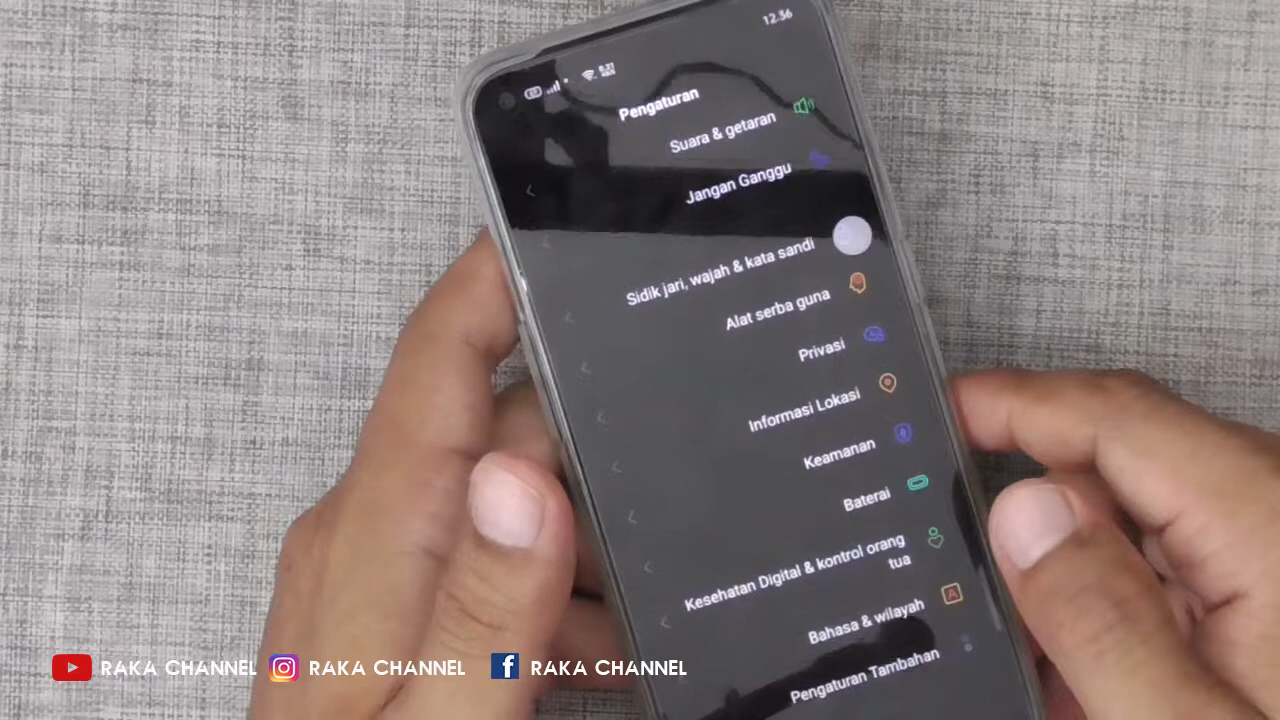 12.36
Pengaturan
Suara & getaran
Jangan Ganggu
Sidik jari, wajah & kata sandi
Alat serba guna
Privasi
Informasi Lokasi
Keamanan
Baterai
Kesehatan Digital & kontrol orang
tua
Bahasa & wilayah
A
Pengaturan Tambahan
RAKA CHANNEL RAKA CHANNEL f RAKA CHANNEL